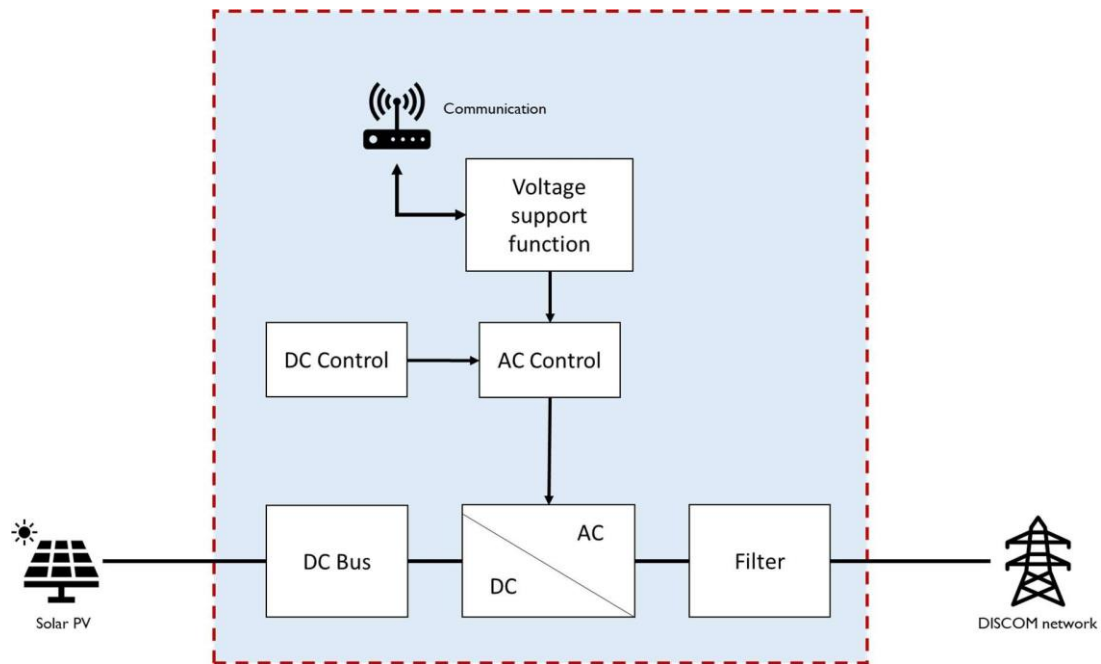 Communication
Voltage
support
function
DC Control
AC Control
DC Bus
AC
DC
Filter
Solar PV
DISCOM network